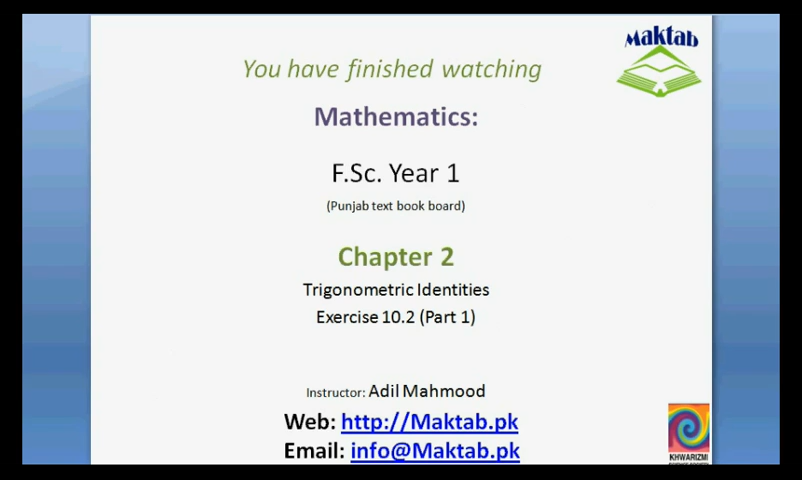 Maktab
You have finished watching
Mathematics:
F.Sc. Year 1
(Punjab text book board)
Chapter 2
Trigonometric Identities
Exercise 10.2 (Part 1)
Instructor: Adil Mahmood
Web: http://Maktab.pk
Email: info@Maktab.pk
KHWARIZMI